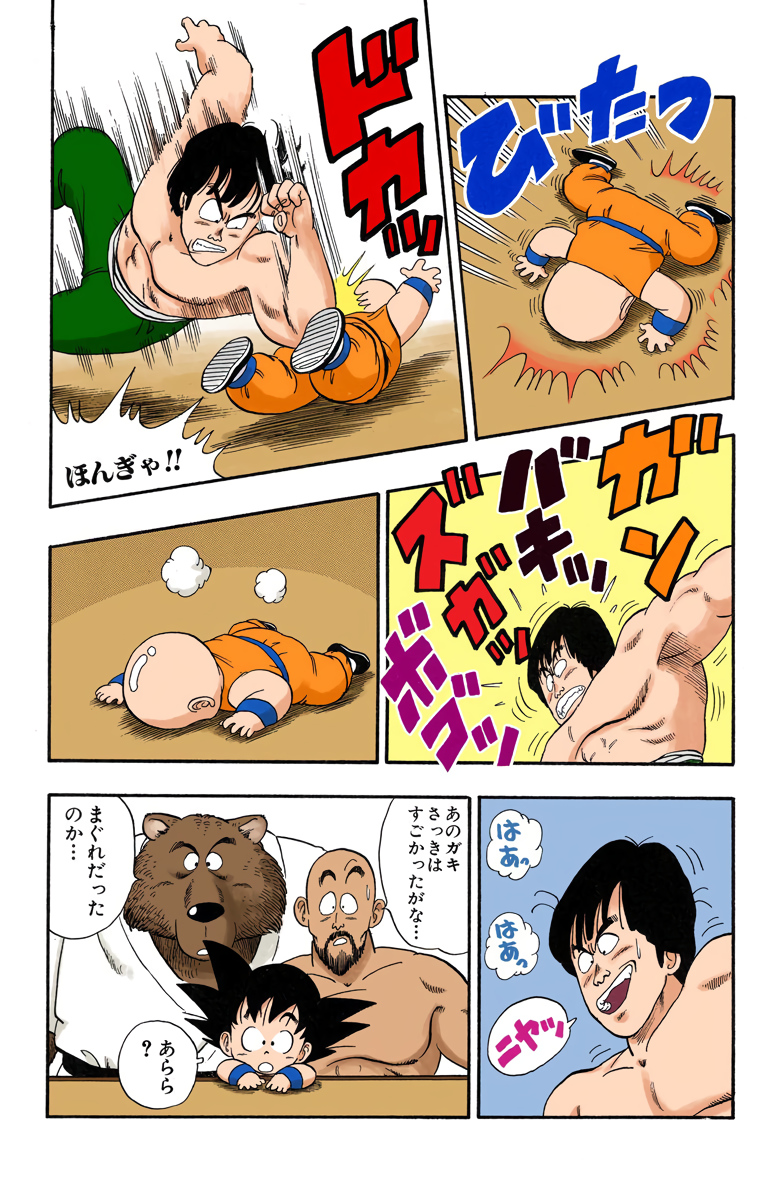 びたっ
ドカッ
ほんぎゃ!!
ガン
バキッ
ズガッ
ボゴッ
はあっ
はあっ
ニヤッ
あのガキ
さっきは
すごかったがな…
まぐれだった
のか…
あらら
?